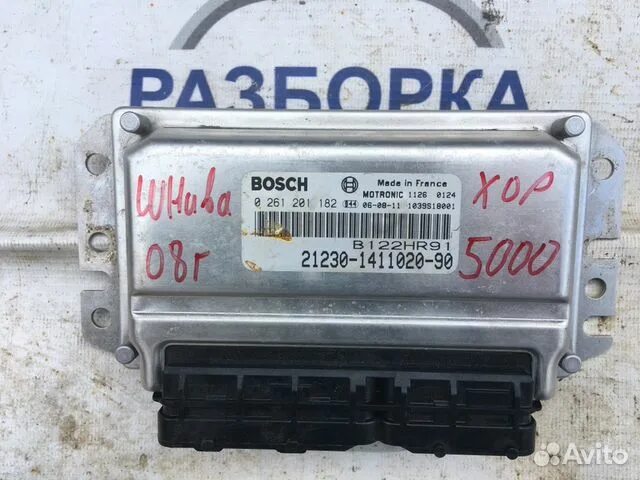 РАЗБОРКА
BOSCH
Made in France
MOTRONIC 1126 0124
0 261 201 182 06-08-11 1039S18001
B122HR91
21230-1411020-90
шНива
08г
ХОР
5000
Avito